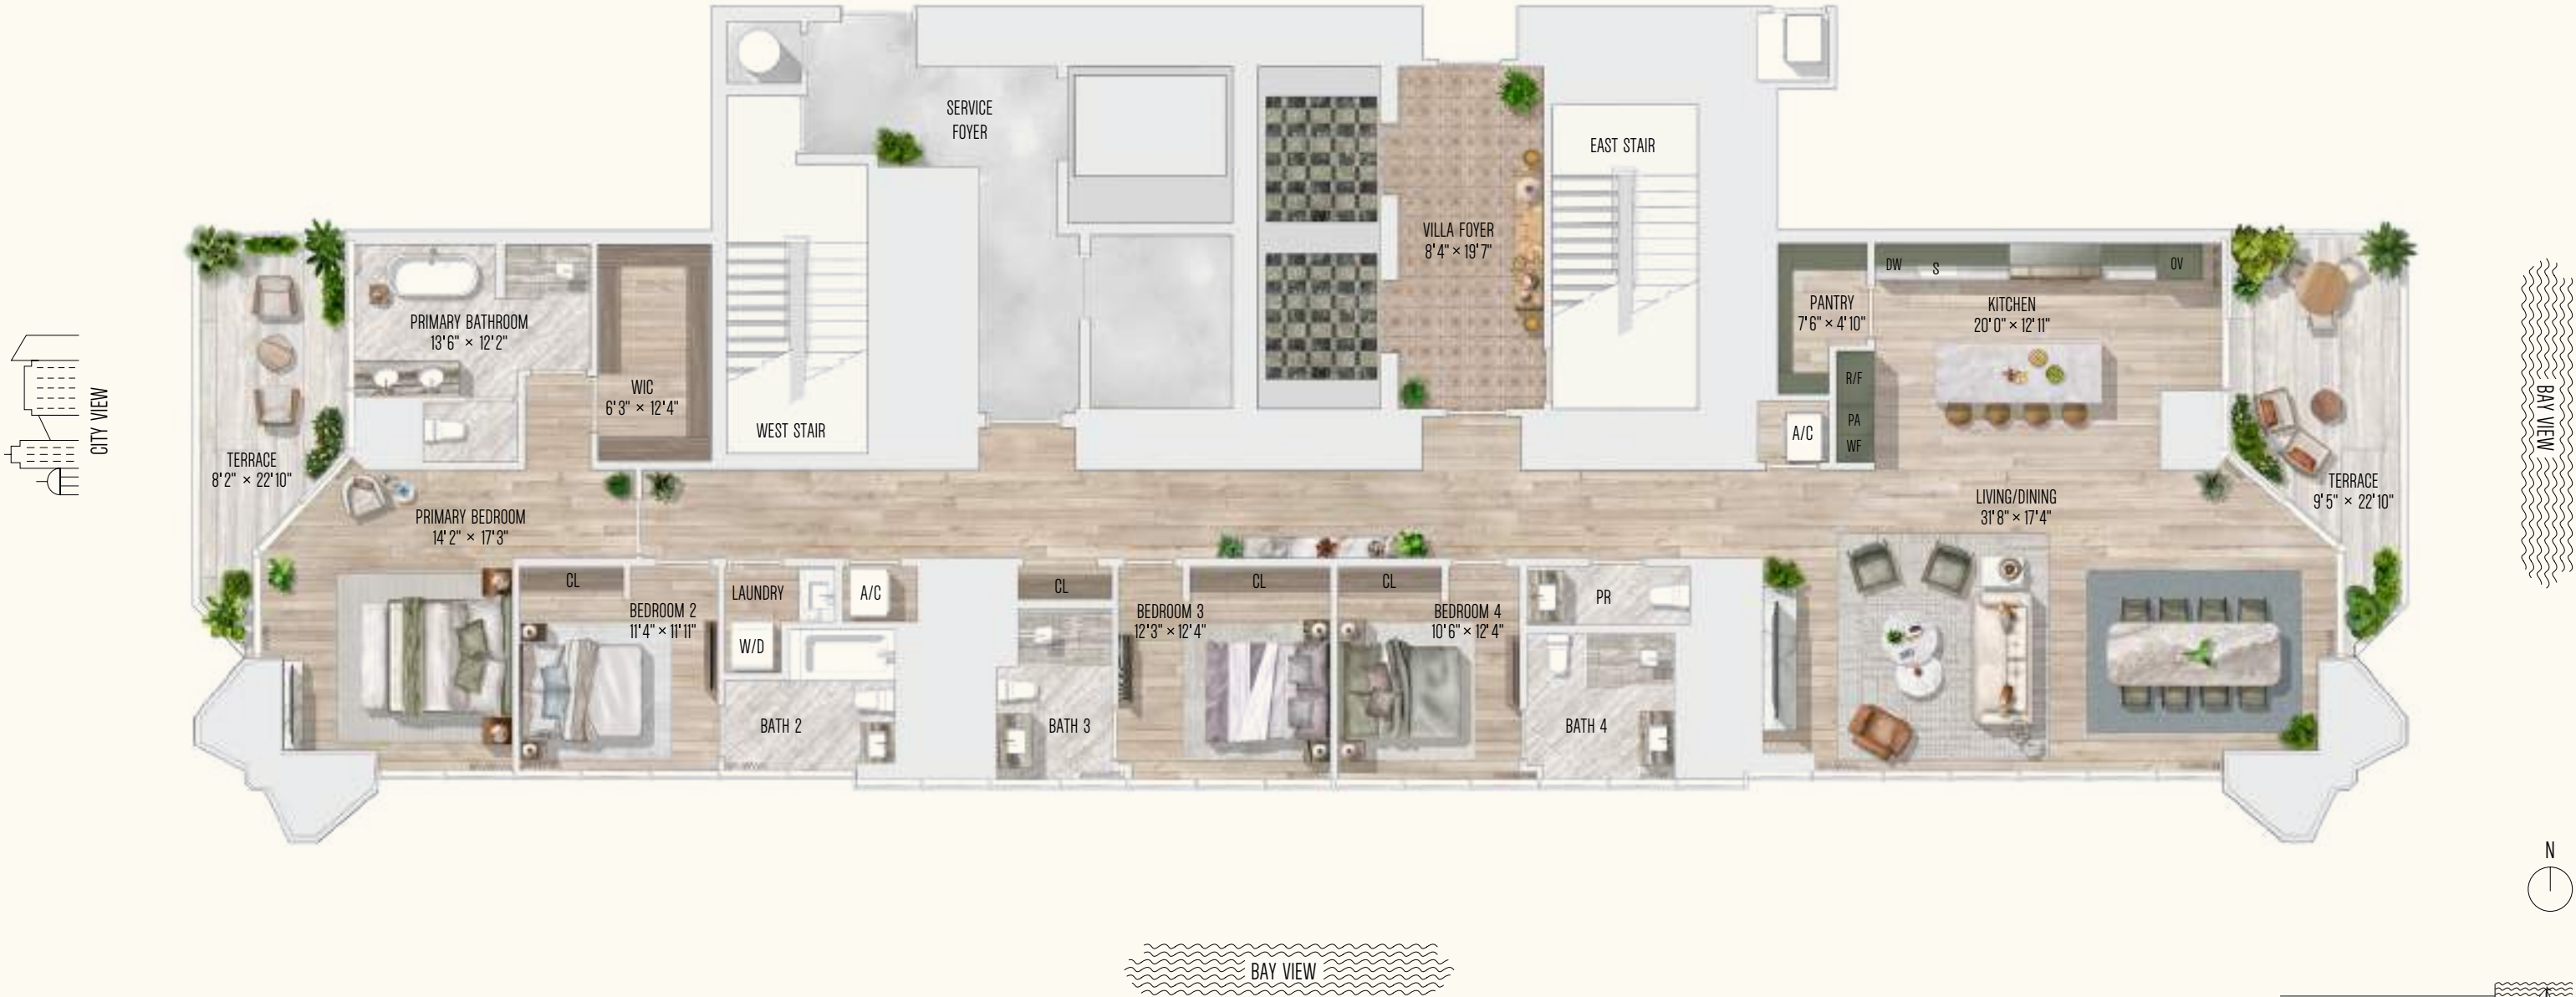 SERVICE
FOYER
EAST STAIR
VILLA FOYER
8'4" × 19'7"
DW
S
OV
PANTRY
7'6" × 4'10"
KITCHEN
20'0" × 12'11"
PRIMARY BATHROOM
13'6" × 12'2"
WIC
6'3" × 12'4"
WEST STAIR
R/F
PA
WF
A/C
CITY VIEW
BAY VIEW
TERRACE
8'2" × 22'10"
TERRACE
9'5" × 22'10"
PRIMARY BEDROOM
14'2" × 17'3"
LIVING/DINING
31'8" × 17'4"
CL
BEDROOM 2
11'4" × 11'11"
LAUNDRY
A/C
W/D
BATH 2
CL
BATH 3
BEDROOM 3
12'3" × 12'4"
CL
CL
BEDROOM 4
10'6" × 12'4"
PR
BATH 4
N
BAY VIEW